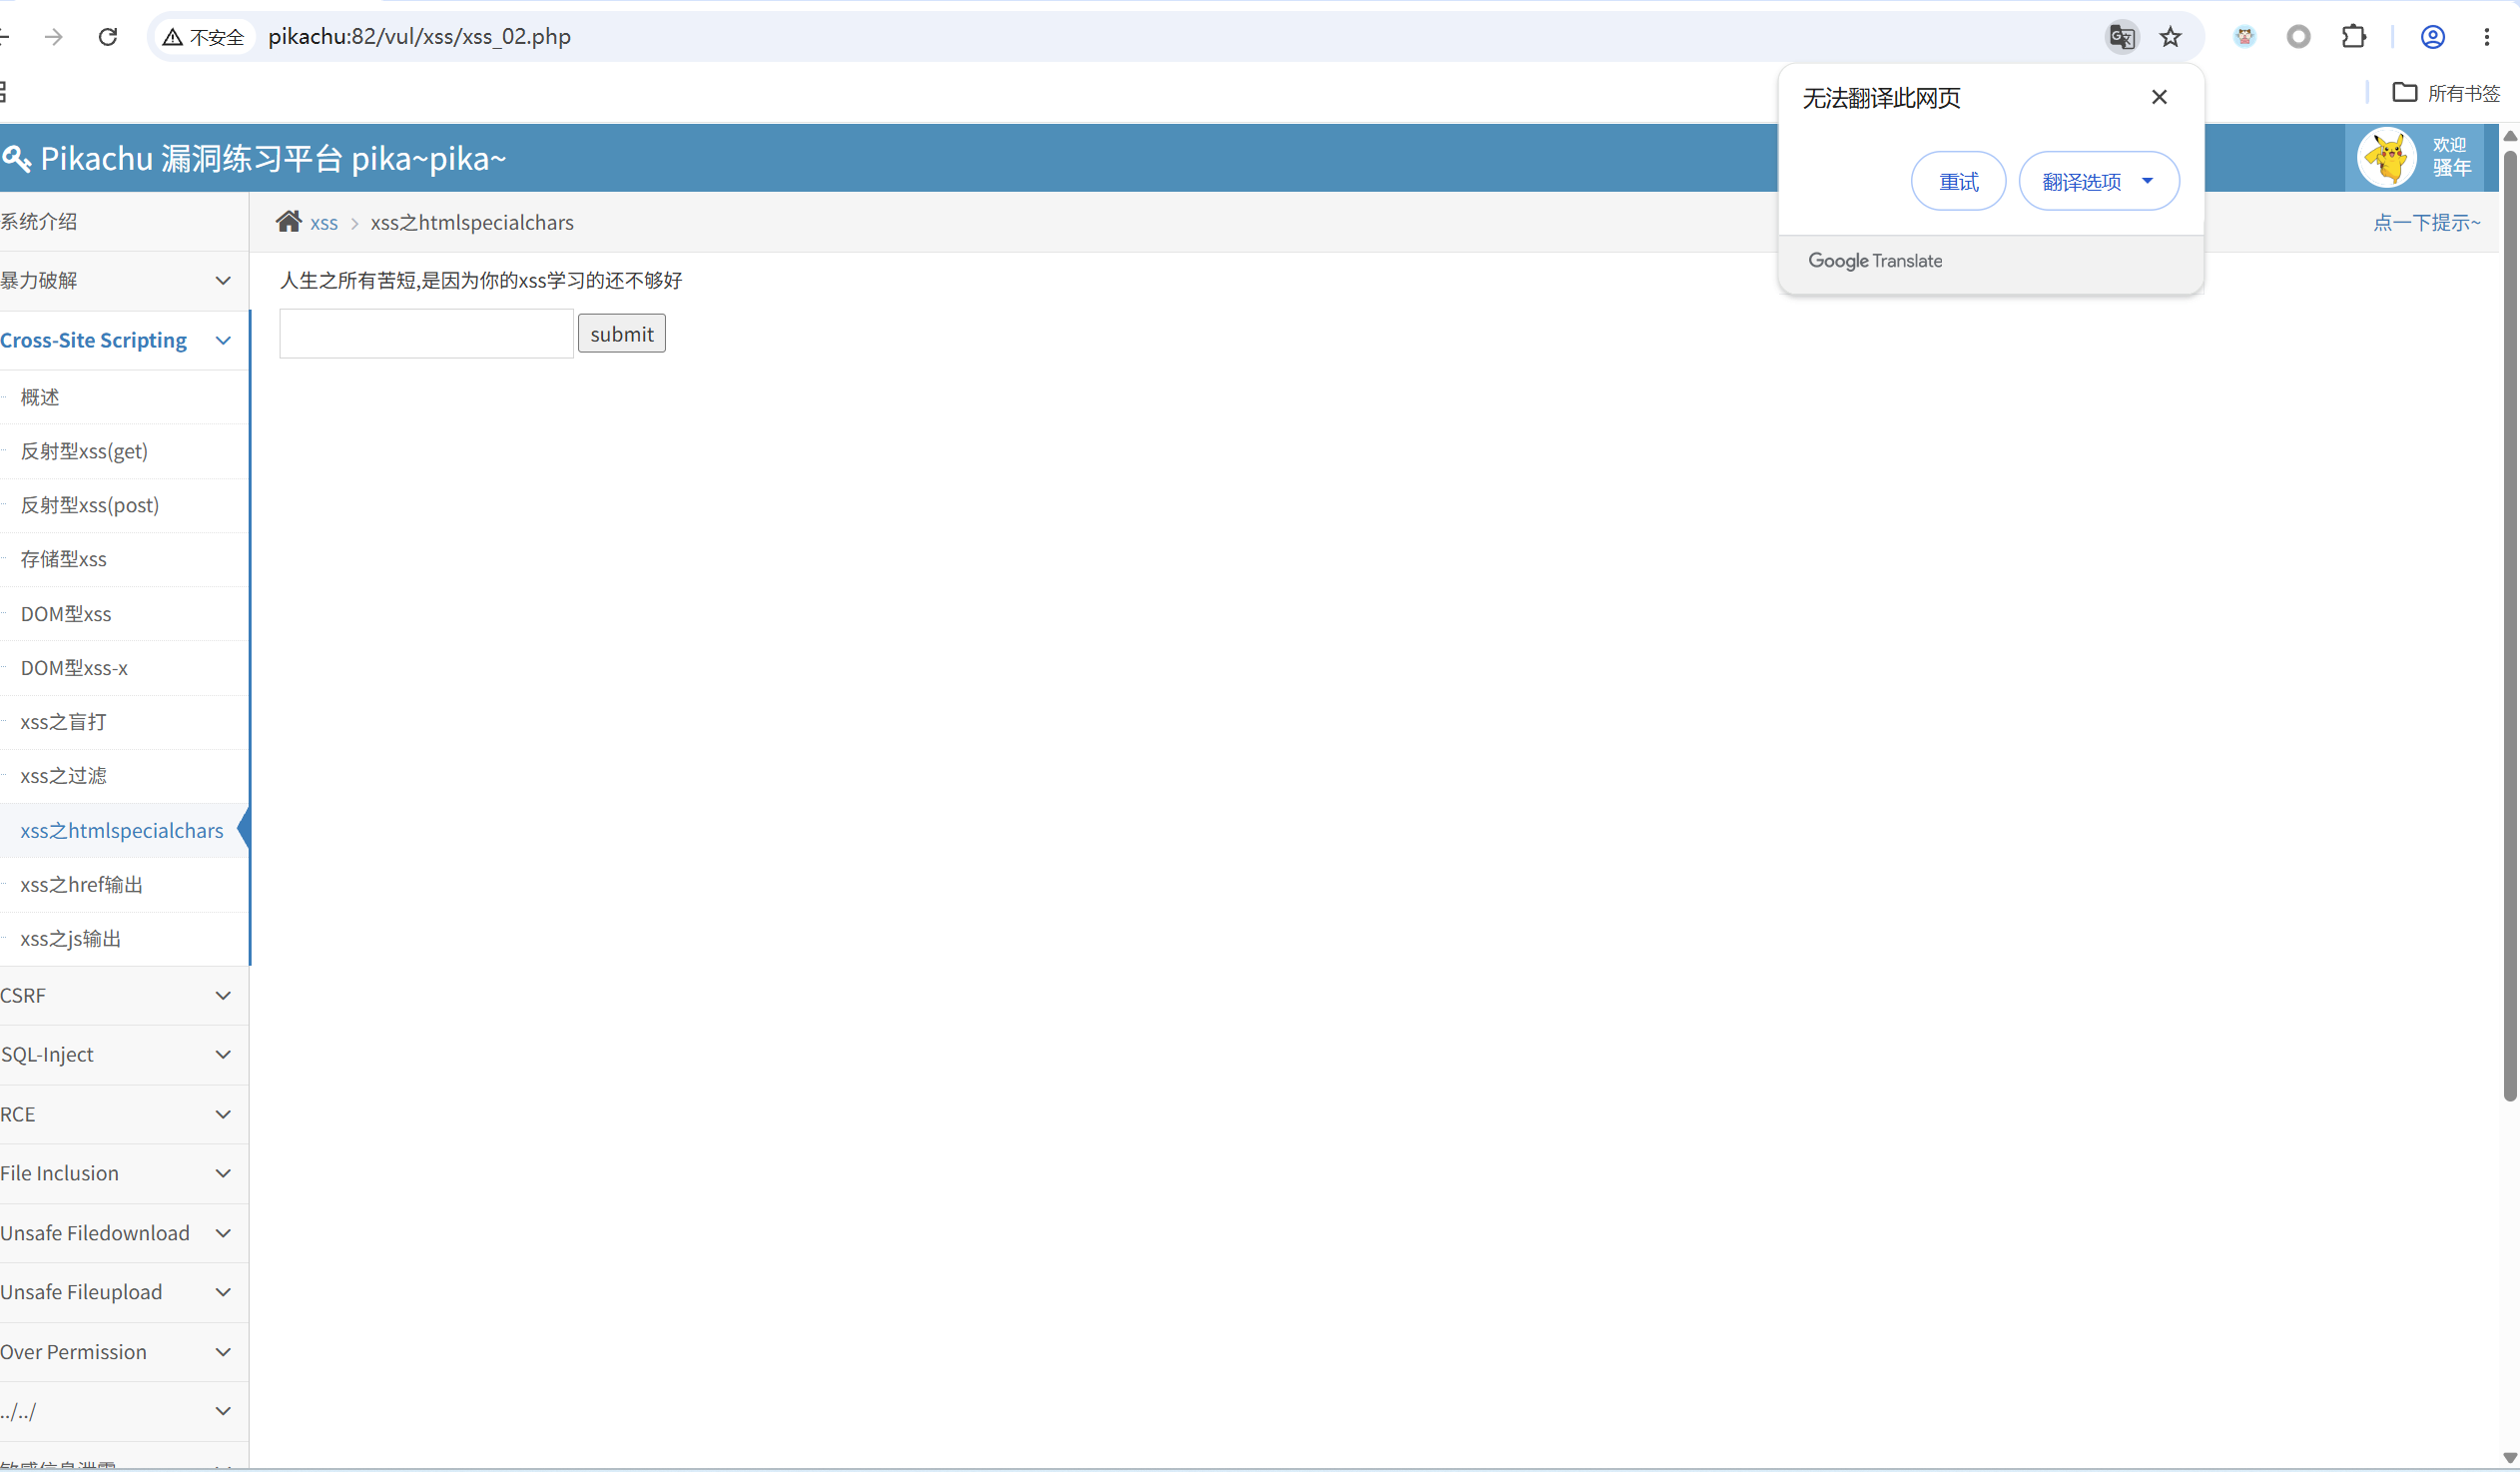 不安全 pikachu:82/vul/xss/xss_02.php
所有书签
无法翻译此网页
重试 翻译选项
Google Translate
Pikachu 漏洞练习平台 pika~pika~
欢迎
骚年
系统介绍
暴力破解
Cross-Site Scripting
概述
反射型xss(get)
反射型xss(post)
存储型xss
DOM型xss
DOM型xss-x
xss之盲打
xss之过滤
xss之htmlspecialchars
xss之href输出
xss之js输出
CSRF
SQL-Inject
RCE
File Inclusion
Unsafe Filedownload
Unsafe Fileupload
Over Permission
../../
敏感信息泄露
xss > xss之htmlspecialchars
点一下提示~
人生之所有苦短,是因为你的xss学习的还不够好
submit